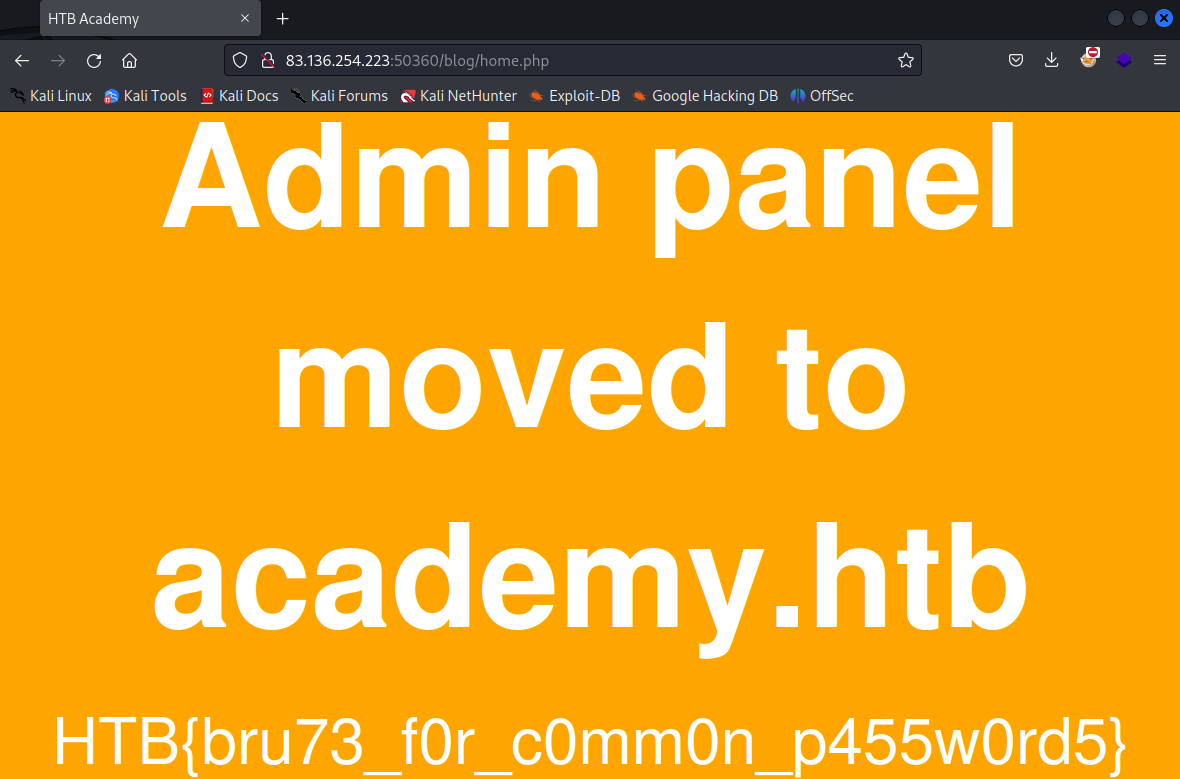 HTB Academy
83.136.254.223:50360/blog/home.php
Kali Linux Kali Tools Kali Docs Kali Forums Kali NetHunter Exploit-DB Google Hacking DB OffSec
Admin panel
moved to
academy.htb
HTB{bru73_f0r_c0mm0n_p455w0rd5}